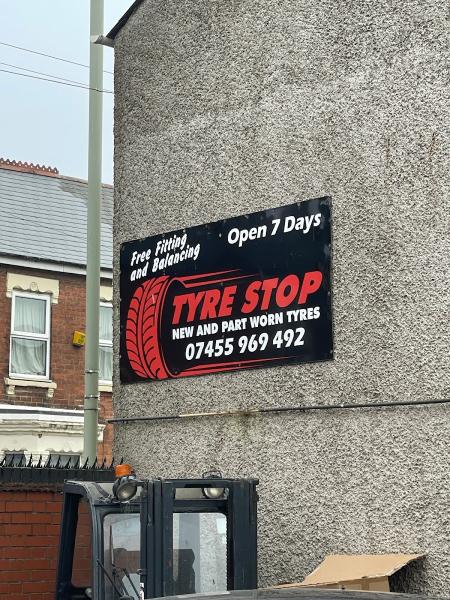 Free Fitting
and Balancing
Open 7 Days
TYRE STOP
NEW AND PART WORN TYRES
07455 969 492